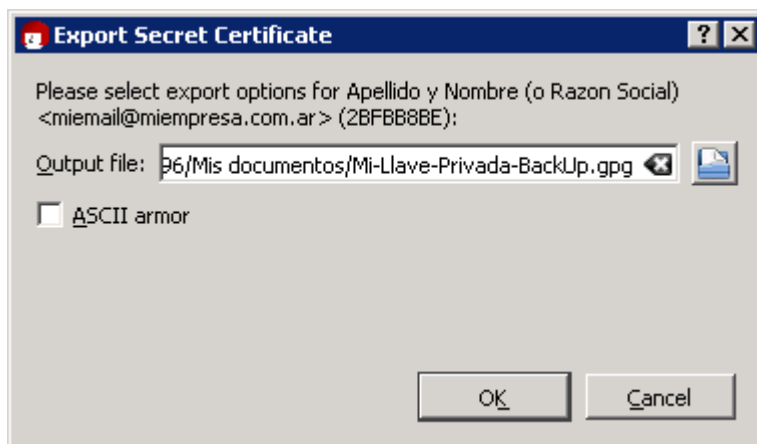 Export Secret Certificate
Please select export options for Apellido y Nombre (o Razon Social)
<miemail@miempresa.com.ar> (2BFBB8BE):
Output file: 96/Mis documentos/Mi-Llave-Privada-BackUp.gpg
ASCII armor
OK Cancel